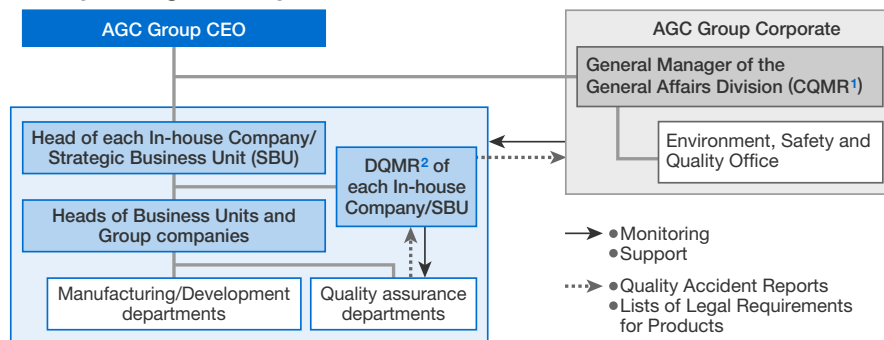 AGC Group CEO
AGC Group Corporate
General Manager of the
General Affairs Division (CQMR1)
Environment, Safety and
Quality Office
Head of each In-house Company/
Strategic Business Unit (SBU)
DQMR2 of
each In-house
Company/SBU
Heads of Business Units and
Group companies
Manufacturing/Development
departments
Quality assurance
departments
●Monitoring
●Support
●Quality Accident Reports
●Lists of Legal Requirements
for Products